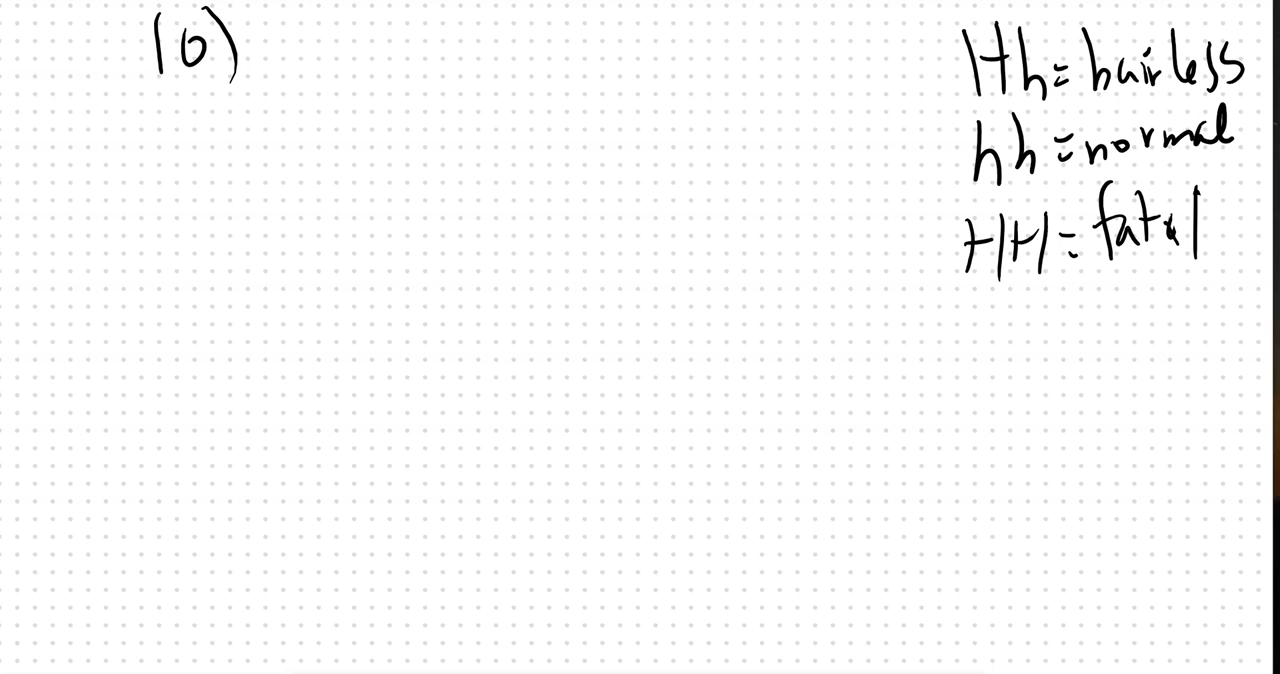 10)
Hh = hairless
hh = normal
HH = fatal